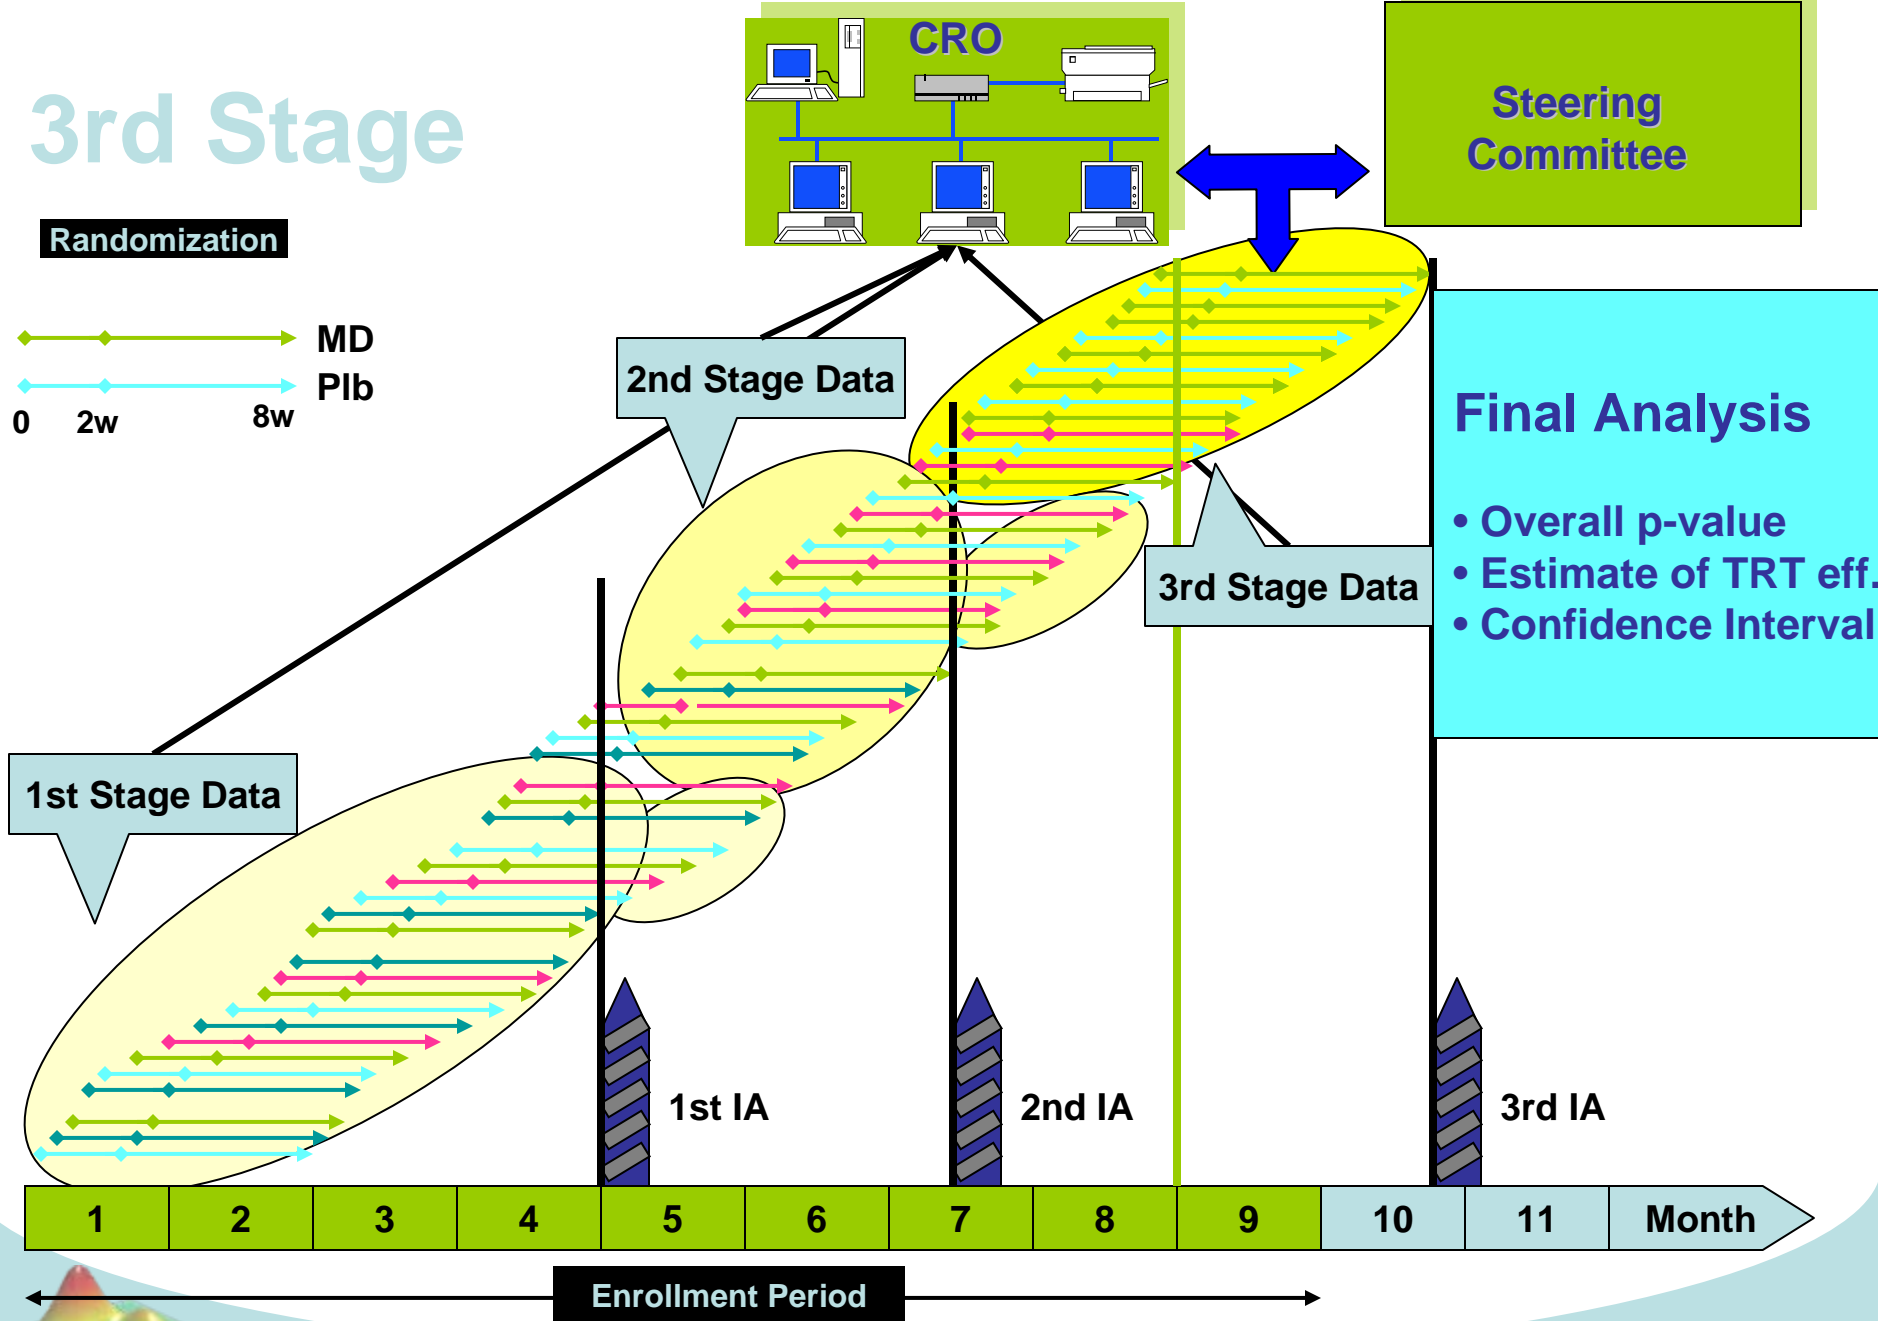 3rd Stage
CRO
Steering
Committee
Randomization
MD
Plb
0 2w 8w
2nd Stage Data
Final Analysis
• Overall p-value
• Estimate of TRT eff.
• Confidence Interval
3rd Stage Data
1st Stage Data
1st IA
2nd IA
3rd IA
1 2 3 4 5 6 7 8 9 10 11 Month
Enrollment Period